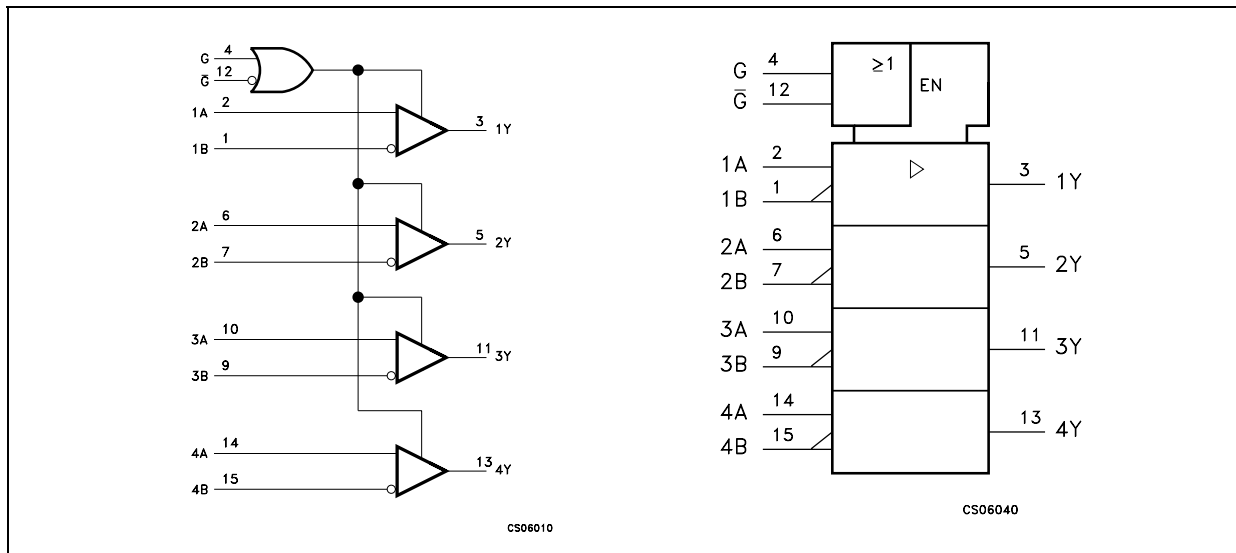 G 4
G̅ 12
1A 2
1B 1
3 1Y
2A 6
2B 7
5 2Y
3A 10
3B 9
11 3Y
4A 14
4B 15
13 4Y
CS06010
G 4
G̅ 12
≥1
EN
1A 2
1B 1
3 1Y
2A 6
2B 7
5 2Y
3A 10
3B 9
11 3Y
4A 14
4B 15
13 4Y
CS06040